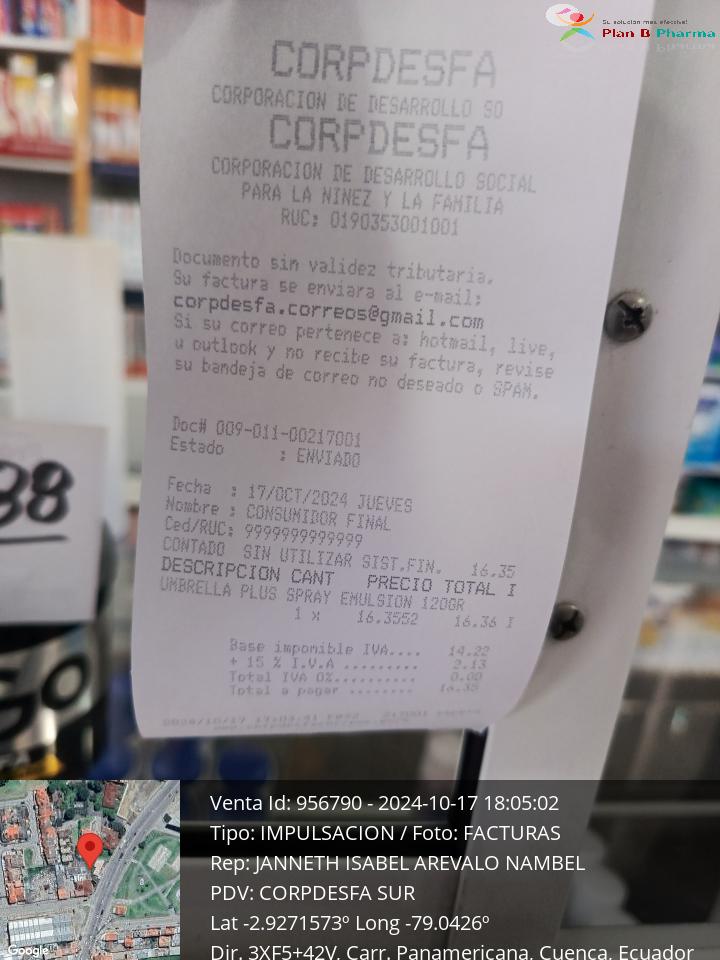 Su solución más efectiva!
Plan B Pharma
CORPDESFA
CORPORACION DE DESARROLLO SO
CORPDESFA
CORPORACION DE DESARROLLO SOCIAL
PARA LA NINEZ Y LA FAMILIA
RUC: 0190353001001
Documento sin validez tributaria.
Su factura se enviara al e-mail:
corpdesfa.correos@gmail.com
Si su correo pertenece a: hotmail, live,
u outlook y no recibe su factura, revise
su bandeja de correo no deseado o SPAM.
Doc# 009-011-00217001
Estado : ENVIADO
Fecha : 17/OCT/2024 JUEVES
Nombre : CONSUMIDOR FINAL
Ced/RUC: 9999999999999
CONTADO SIN UTILIZAR SIST.FIN. 16.35
DESCRIPCION CANT PRECIO TOTAL I
UMBRELLA PLUS SPRAY EMULSION 120GR
1 x 16.3552 16.36 I
Base imponible IVA.... 14.22
+ 15 % I.V.A ......... 2.13
Total IVA 0%.......... 0.00
Total a pagar ........ 16.35
38
Venta Id: 956790 - 2024-10-17 18:05:02
Tipo: IMPULSACION / Foto: FACTURAS
Rep: JANNETH ISABEL AREVALO NAMBEL
PDV: CORPDESFA SUR
Lat -2.9271573º Long -79.0426º
Dir. 3XF5+42V, Carr. Panamericana, Cuenca, Ecuador
Google